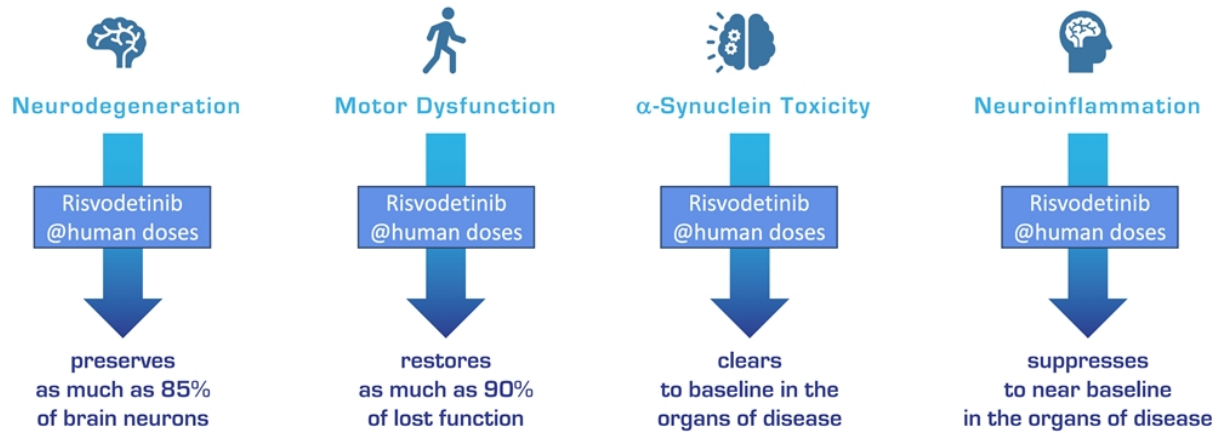 Neurodegeneration
Risvodetinib
@human doses
preserves
as much as 85%
of brain neurons
Motor Dysfunction
Risvodetinib
@human doses
restores
as much as 90%
of lost function
α-Synuclein Toxicity
Risvodetinib
@human doses
clears
to baseline in the
organs of disease
Neuroinflammation
Risvodetinib
@human doses
suppresses
to near baseline
in the organs of disease